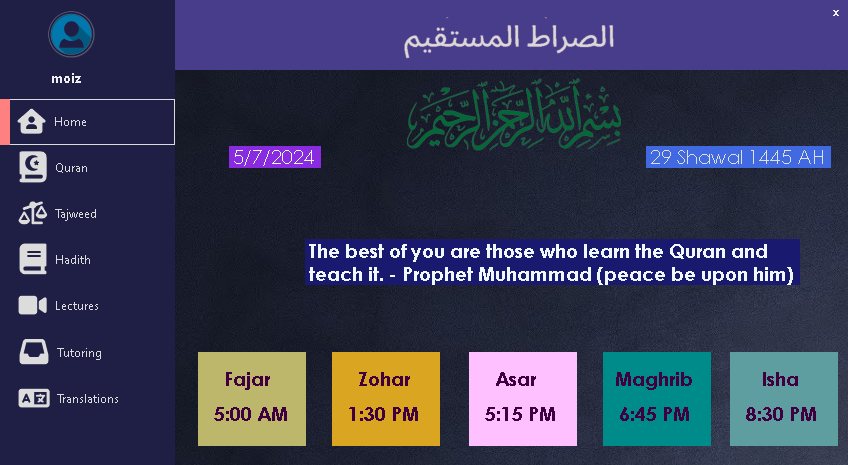 x
الصراط المستقيم
moiz
بسم الله الرحمن الرحيم
Home
Quran
Tajweed
Hadith
Lectures
Tutoring
Translations
5/7/2024
29 Shawal 1445 AH
The best of you are those who learn the Quran and
teach it. - Prophet Muhammad (peace be upon him)
Fajar
5:00 AM
Zohar
1:30 PM
Asar
5:15 PM
Maghrib
6:45 PM
Isha
8:30 PM